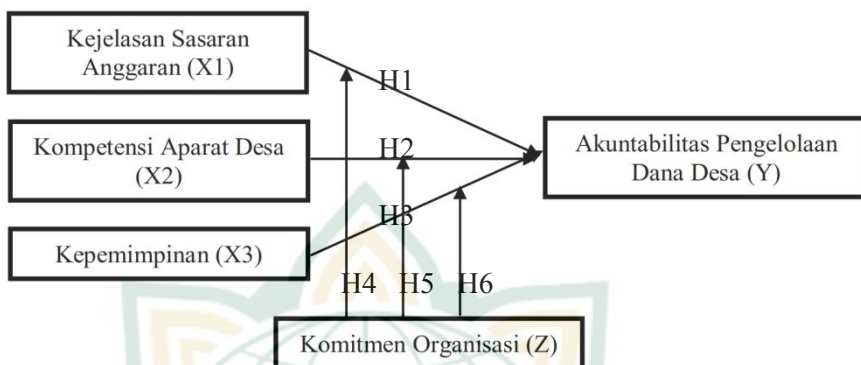 Kejelasan Sasaran
Anggaran (X1)
H1
Kompetensi Aparat Desa
(X2)
H2
Akuntabilitas Pengelolaan
Dana Desa (Y)
H3
Kepemimpinan (X3)
H4 H5 H6
Komitmen Organisasi (Z)